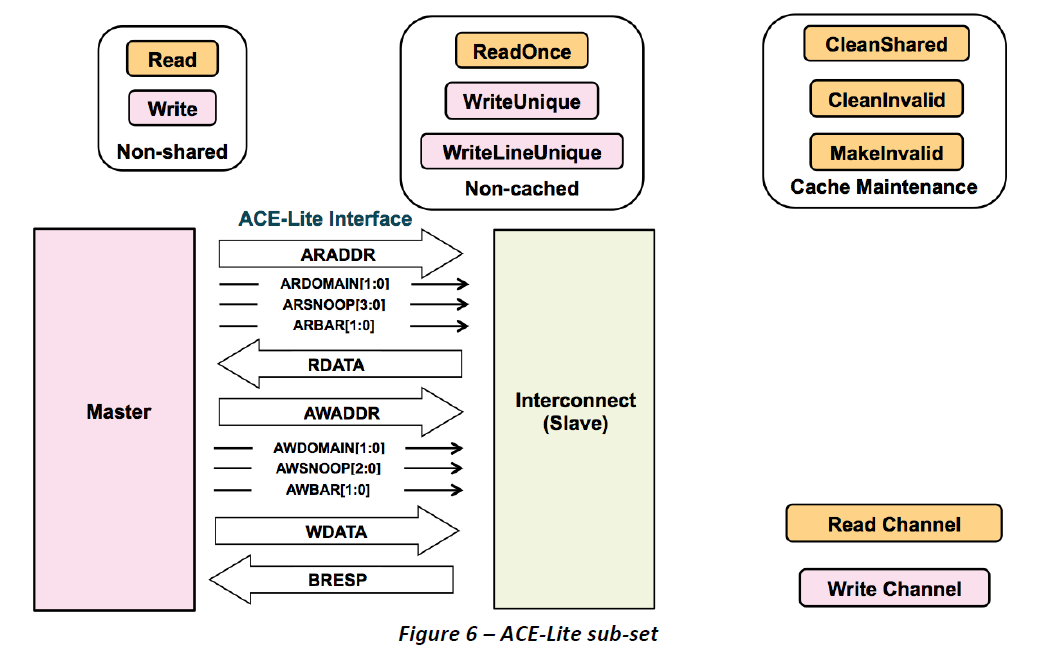 Read
Write
Non-shared
ReadOnce
WriteUnique
WriteLineUnique
Non-cached
CleanShared
CleanInvalid
MakeInvalid
Cache Maintenance
ACE-Lite Interface
Master
ARADDR
ARDOMAIN[1:0]
ARSNOOP[3:0]
ARBAR[1:0]
RDATA
AWADDR
AWDOMAIN[1:0]
AWSNOOP[2:0]
AWBAR[1:0]
WDATA
BRESP
Interconnect
(Slave)
Read Channel
Write Channel
Figure 6 – ACE-Lite sub-set